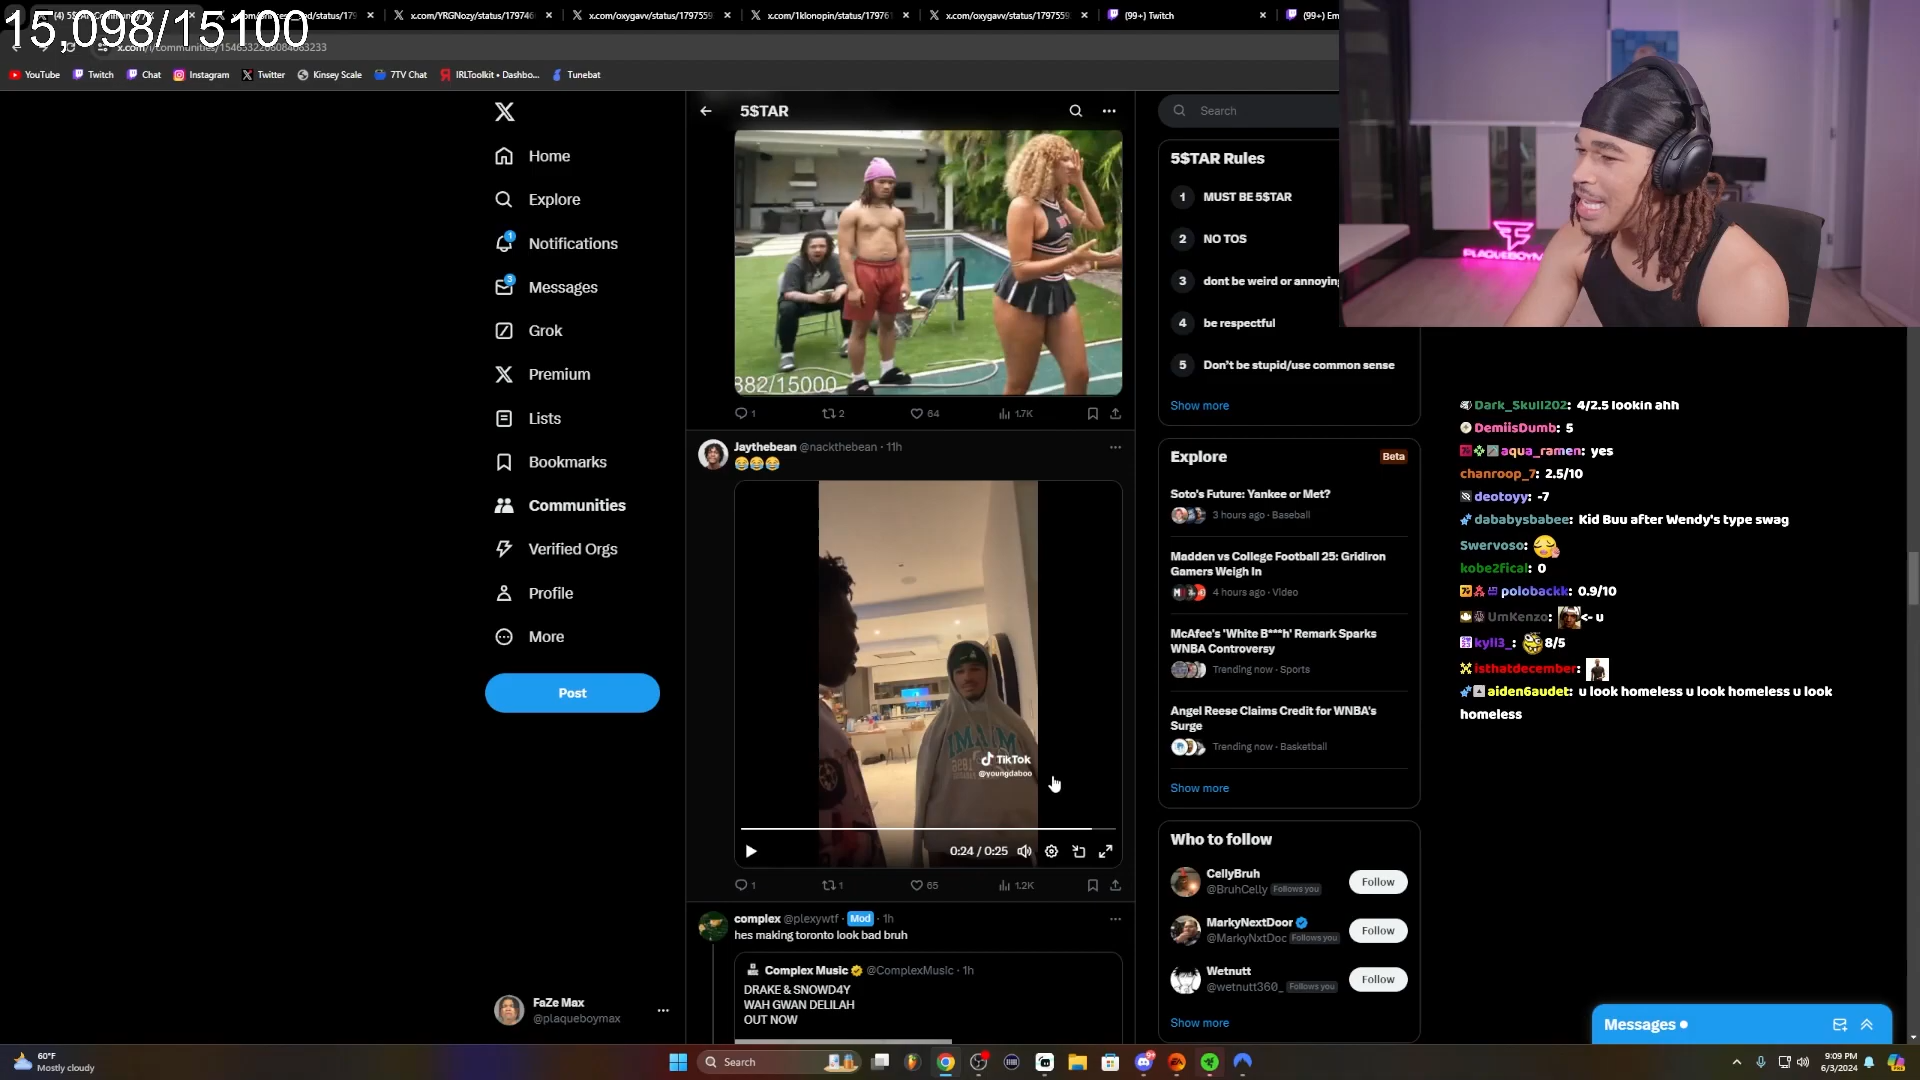 15,098/15100
x.com/oxygavv/status/1797559
x.com/1klonopin/status/179761
x.com/oxygavv/status/1797559
(99+) Twitch
YouTube
Twitch
Chat
Instagram
Twitter
Kinsey Scale
7TV Chat
IRLToolkit • Dashbo...
Tunebat
Home
Explore
1
Notifications
3
Messages
Grok
Premium
Lists
Bookmarks
Communities
Verified Orgs
Profile
More
Post
FaZe Max
@plaqueboymax
5$TAR
882/15000
1
2
64
1.7K
Jaythebean @nackthebean · 11h
😂😂😂
TikTok
@youngdaboo
0:24 / 0:25
1
1
65
1.2K
complex @plexywtf · Mod · 1h
hes making toronto look bad bruh
Complex Music @ComplexMusic · 1h
DRAKE & SNOWD4Y
WAH GWAN DELILAH
OUT NOW
Search
5$TAR Rules
1 MUST BE 5$TAR
2 NO TOS
3 dont be weird or annoying
4 be respectful
5 Don't be stupid/use common sense
Show more
Explore
Beta
Soto's Future: Yankee or Met?
3 hours ago · Baseball
Madden vs College Football 25: Gridiron
Gamers Weigh In
4 hours ago · Video
McAfee's 'White B***h' Remark Sparks
WNBA Controversy
Trending now · Sports
Angel Reese Claims Credit for WNBA's
Surge
Trending now · Basketball
Show more
Who to follow
CellyBruh
@BruhCelly Follows you
Follow
MarkyNextDoor
@MarkyNxtDoc Follows you
Follow
Wetnutt
@wetnutt360_ Follows you
Follow
Show more
PLAQUEBOYM
Dark_Skull202: 4/2.5 lookin ahh
DemiisDumb: 5
aqua_ramen: yes
chanroop_7: 2.5/10
deotoyy: -7
dababysbabee: Kid Buu after Wendy's type swag
Swervoso:
kobe2fical: 0
polobackk: 0.9/10
UmKenzo: <- u
kyli3_: 8/5
isthatdecember:
aiden6audet: u look homeless u look homeless u look
homeless
Messages
60°F
Mostly cloudy
Search
9:09 PM
6/3/2024